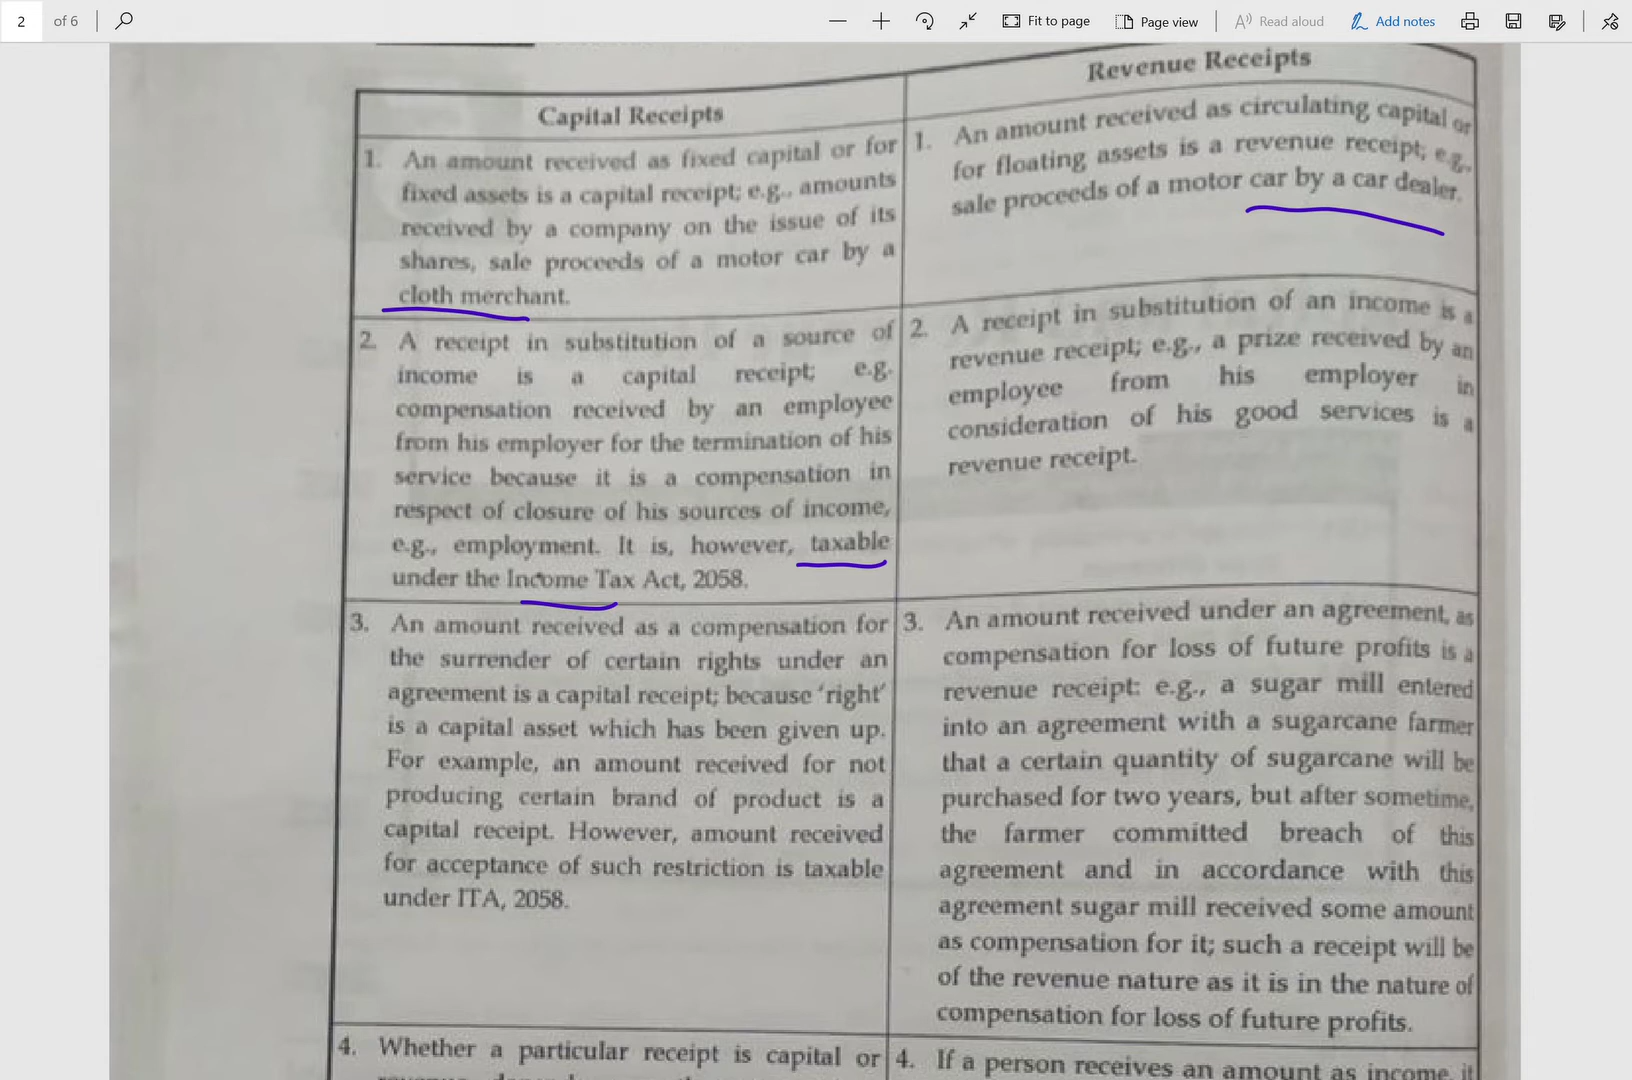 2 of 6
Fit to page
Page view
Read aloud
Add notes
Capital Receipts
Revenue Receipts
1. An amount received as fixed capital or for
fixed assets is a capital receipt; e.g., amounts
received by a company on the issue of its
shares, sale proceeds of a motor car by a
cloth merchant.
1. An amount received as circulating capital or
for floating assets is a revenue receipt; e.g.,
sale proceeds of a motor car by a car dealer.
2. A receipt in substitution of a source of
income is a capital receipt; e.g.
compensation received by an employee
from his employer for the termination of his
service because it is a compensation in
respect of closure of his sources of income,
e.g., employment. It is, however, taxable
under the Income Tax Act, 2058.
2. A receipt in substitution of an income is a
revenue receipt; e.g., a prize received by an
employee from his employer in
consideration of his good services is a
revenue receipt.
3. An amount received as a compensation for
the surrender of certain rights under an
agreement is a capital receipt; because 'right'
is a capital asset which has been given up.
For example, an amount received for not
producing certain brand of product is a
capital receipt. However, amount received
for acceptance of such restriction is taxable
under ITA, 2058.
3. An amount received under an agreement, as
compensation for loss of future profits is a
revenue receipt: e.g., a sugar mill entered
into an agreement with a sugarcane farmer
that a certain quantity of sugarcane will be
purchased for two years, but after sometime,
the farmer committed breach of this
agreement and in accordance with this
agreement sugar mill received some amount
as compensation for it; such a receipt will be
of the revenue nature as it is in the nature of
compensation for loss of future profits.
4. Whether a particular receipt is capital or
4. If a person receives an amount as income, it